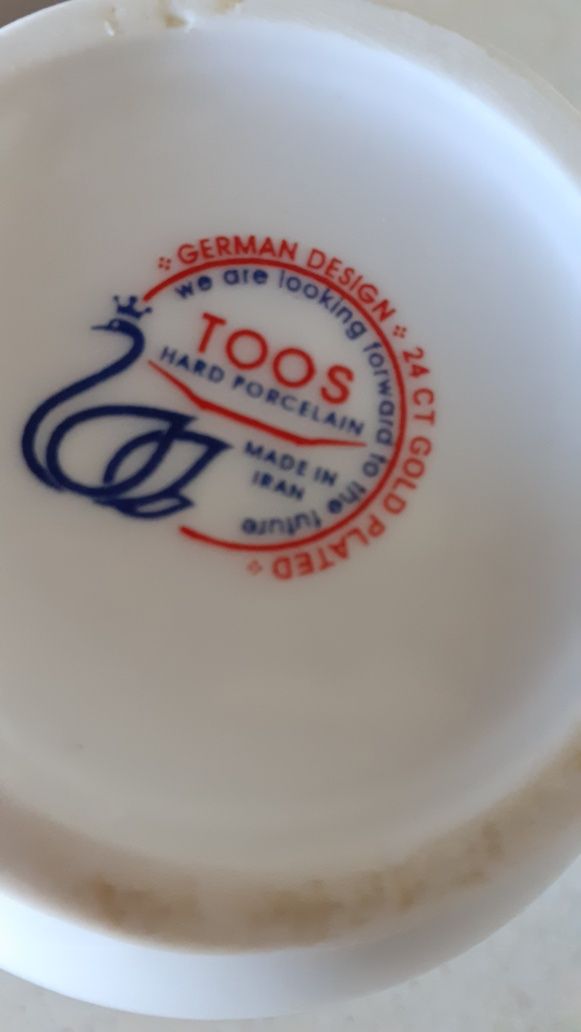 GERMAN DESIGN
24 CT GOLD PLATED
we are looking forward to the future
TOOS
HARD PORCELAIN
MADE IN
IRAN